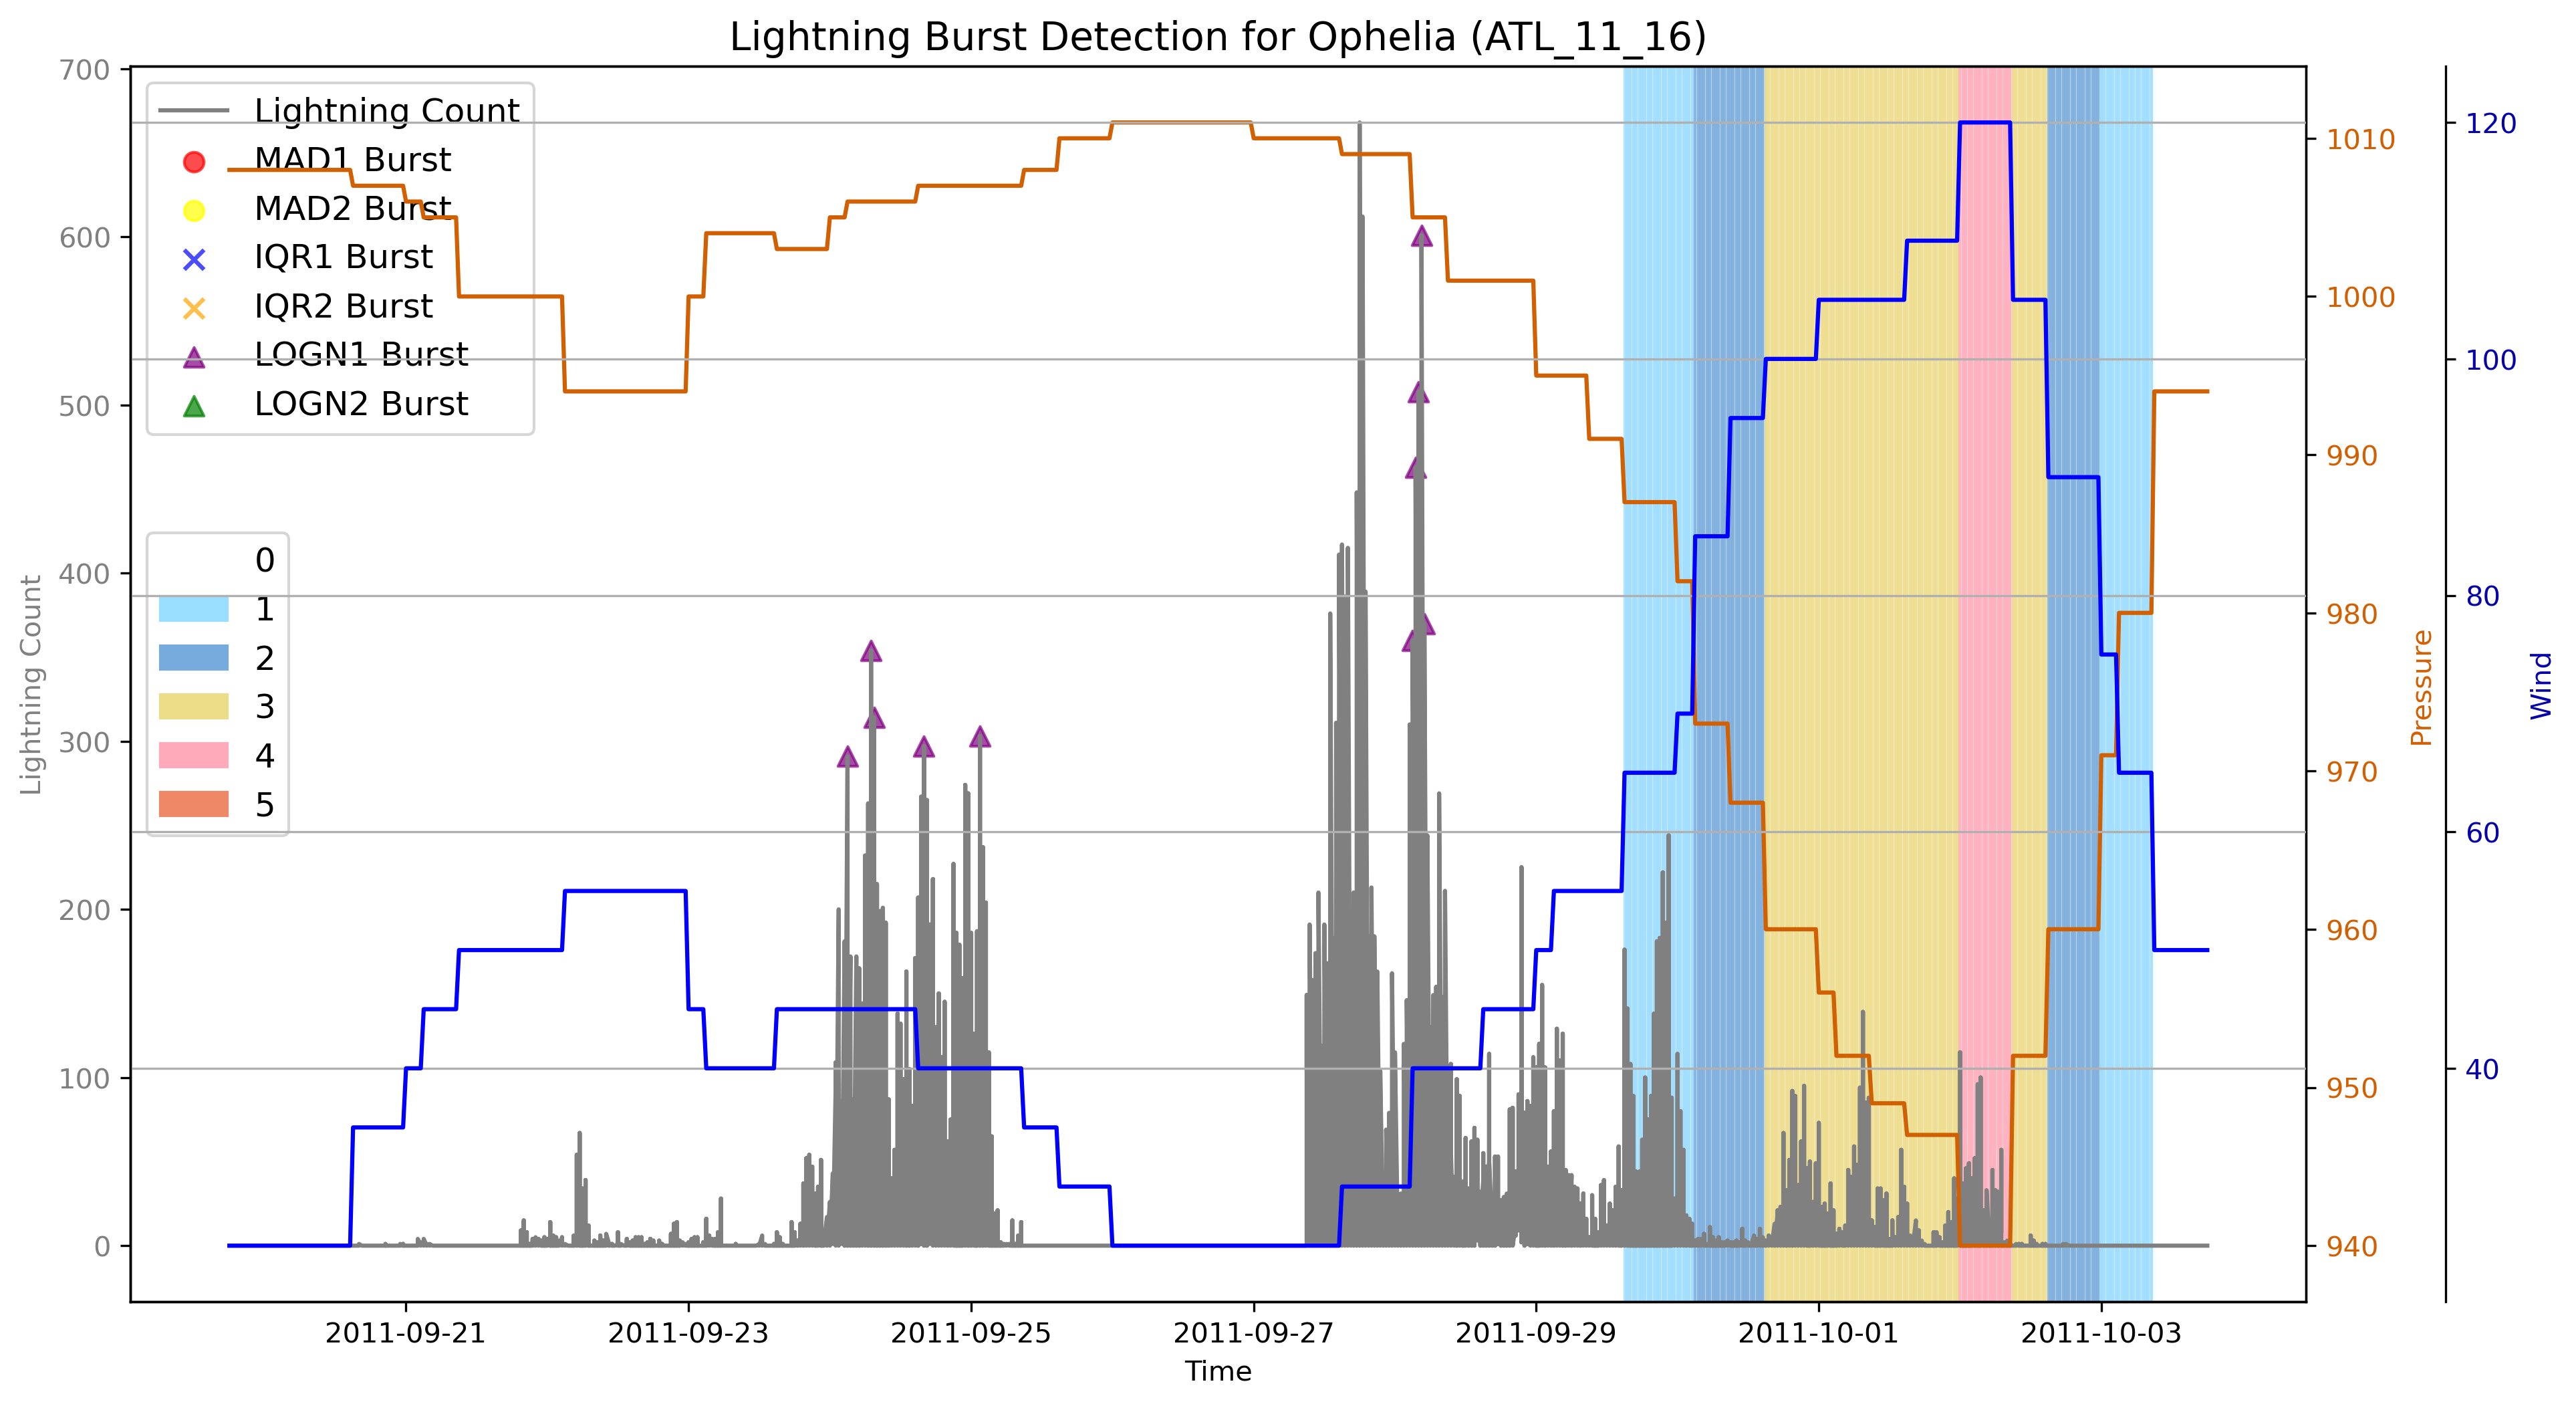 Lightning Burst Detection for Ophelia (ATL_11_16)
Lightning Count
MAD1 Burst
MAD2 Burst
IQR1 Burst
IQR2 Burst
LOGN1 Burst
LOGN2 Burst
0
1
2
3
4
5
700
600
500
400
300
200
100
0
Lightning Count
1010
1000
990
980
970
960
950
940
Pressure
120
100
80
60
40
Wind
2011-09-21
2011-09-23
2011-09-25
2011-09-27
2011-09-29
2011-10-01
2011-10-03
Time